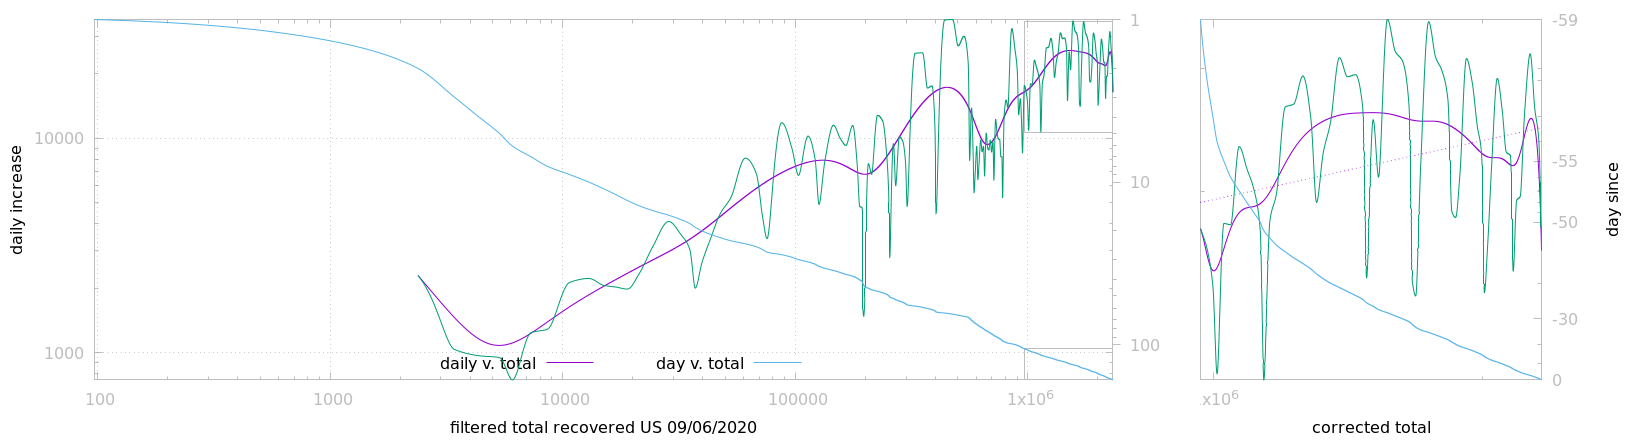 daily increase
10000
1000
100
1000
10000
100000
1x10⁶
1
10
100
daily v. total
day v. total
filtered total recovered US 09/06/2020
-59
-55
-50
-30
0
day since
x10⁶
corrected total